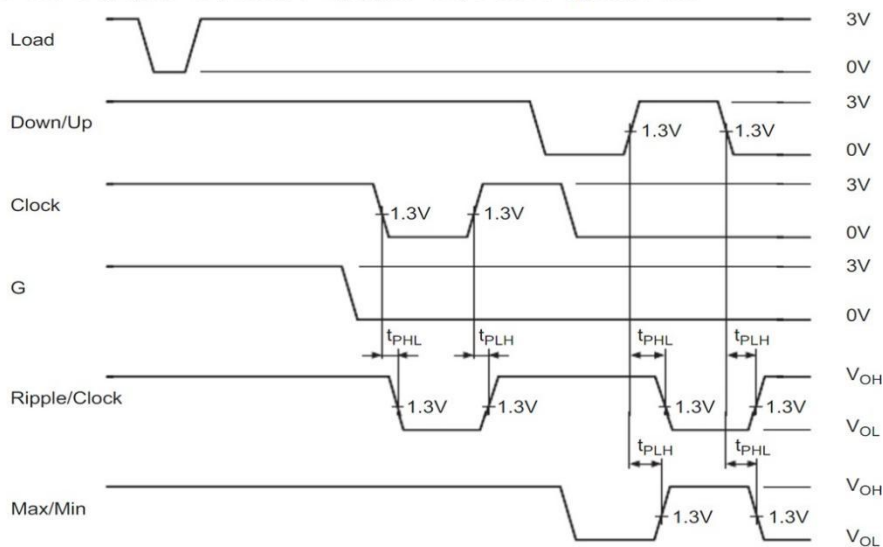 Load
3V
0V
Down/Up
3V
1.3V
1.3V
0V
Clock
3V
1.3V
1.3V
0V
G
3V
0V
tPHL
tPLH
tPHL
tPLH
Ripple/Clock
VOH
1.3V
1.3V
1.3V
1.3V
VOL
tPLH
tPHL
Max/Min
VOH
1.3V
1.3V
VOL